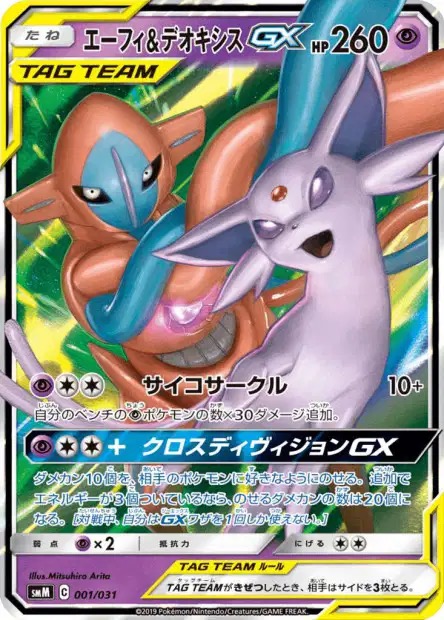 たね エーフィ&デオキシスGX HP260
TAG TEAM
サイコサークル 10+
自分のベンチのポケモンの数×30ダメージ追加。
+ クロスディヴィジョンGX
ダメカン10個を、相手のポケモンに好きなようにのせる。追加で
エネルギーが3個ついているなら、のせるダメカンの数は20個に
なる。[対戦中、自分はGXワザを1回しか使えない。]
弱点 ×2 抵抗力 にげる
Illus.Mitsuhiro Arita
TAG TEAM ルール
SMM C 001/031
TAG TEAMがきぜつしたとき、相手はサイドを3枚とる。
©2019 Pokémon/Nintendo/Creatures/GAME FREAK.